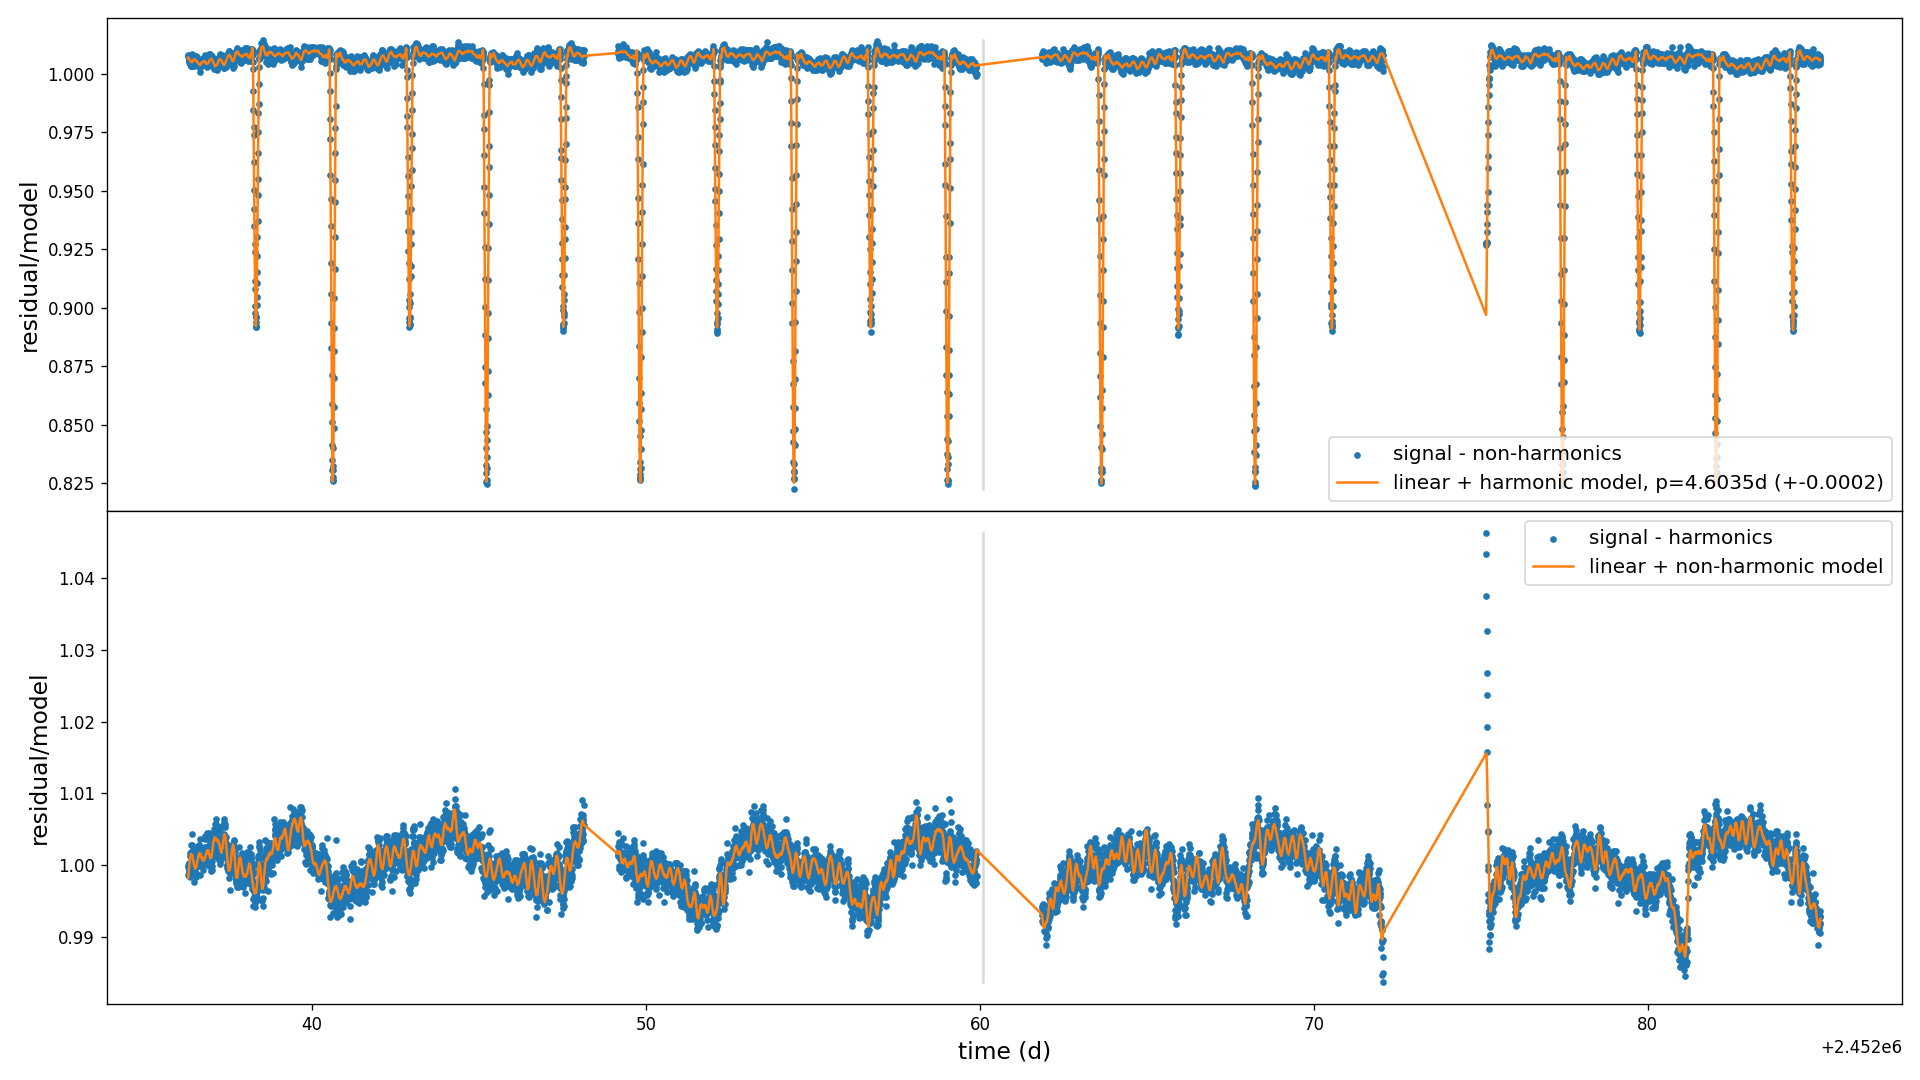 residual/model
1.000
0.975
0.950
0.925
0.900
0.875
0.850
0.825
signal - non-harmonics
linear + harmonic model, p=4.6035d (+-0.0002)
residual/model
1.04
1.03
1.02
1.01
1.00
0.99
signal - harmonics
linear + non-harmonic model
40 50 60 70 80
time (d)
+2.452e6